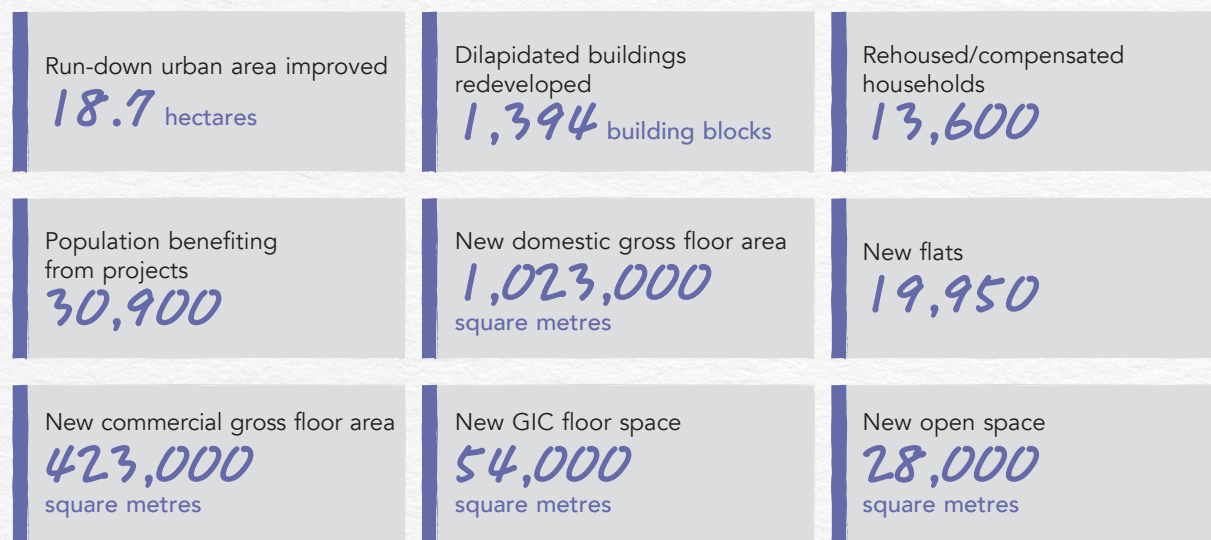 Run-down urban area improved
18.7 hectares
Dilapidated buildings
redeveloped
1,394 building blocks
Rehoused/compensated
households
13,600
Population benefiting
from projects
30,900
New domestic gross floor area
1,023,000
square metres
New flats
19,950
New commercial gross floor area
423,000
square metres
New GIC floor space
54,000
square metres
New open space
28,000
square metres